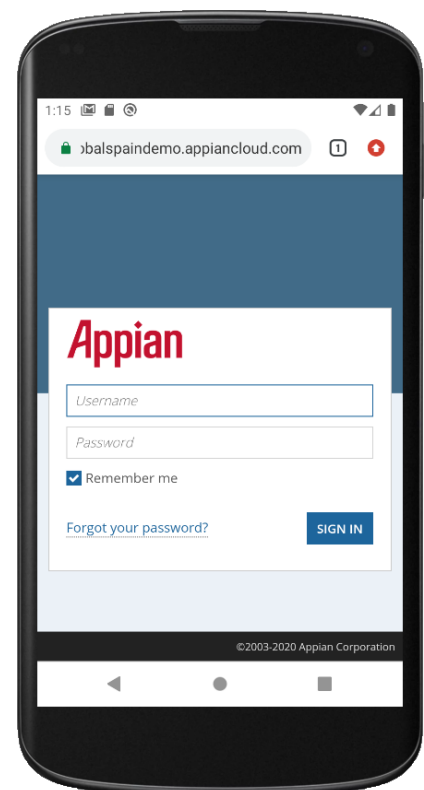 1:15
obalspaindemo.appiancloud.com
1
Appian
Username
Password
Remember me
Forgot your password?
SIGN IN
©2003-2020 Appian Corporation